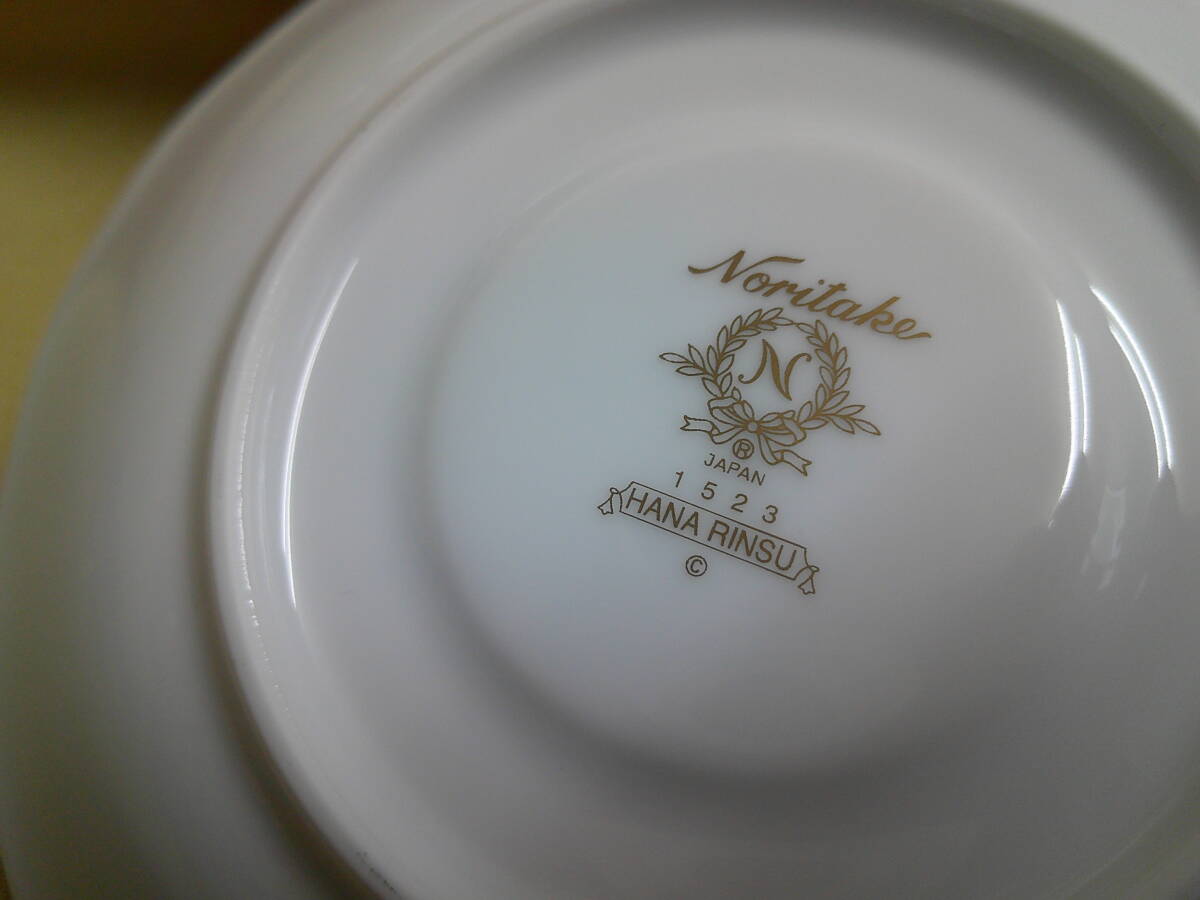 Noritake
N
®
JAPAN
1523
HANA RINSU
©